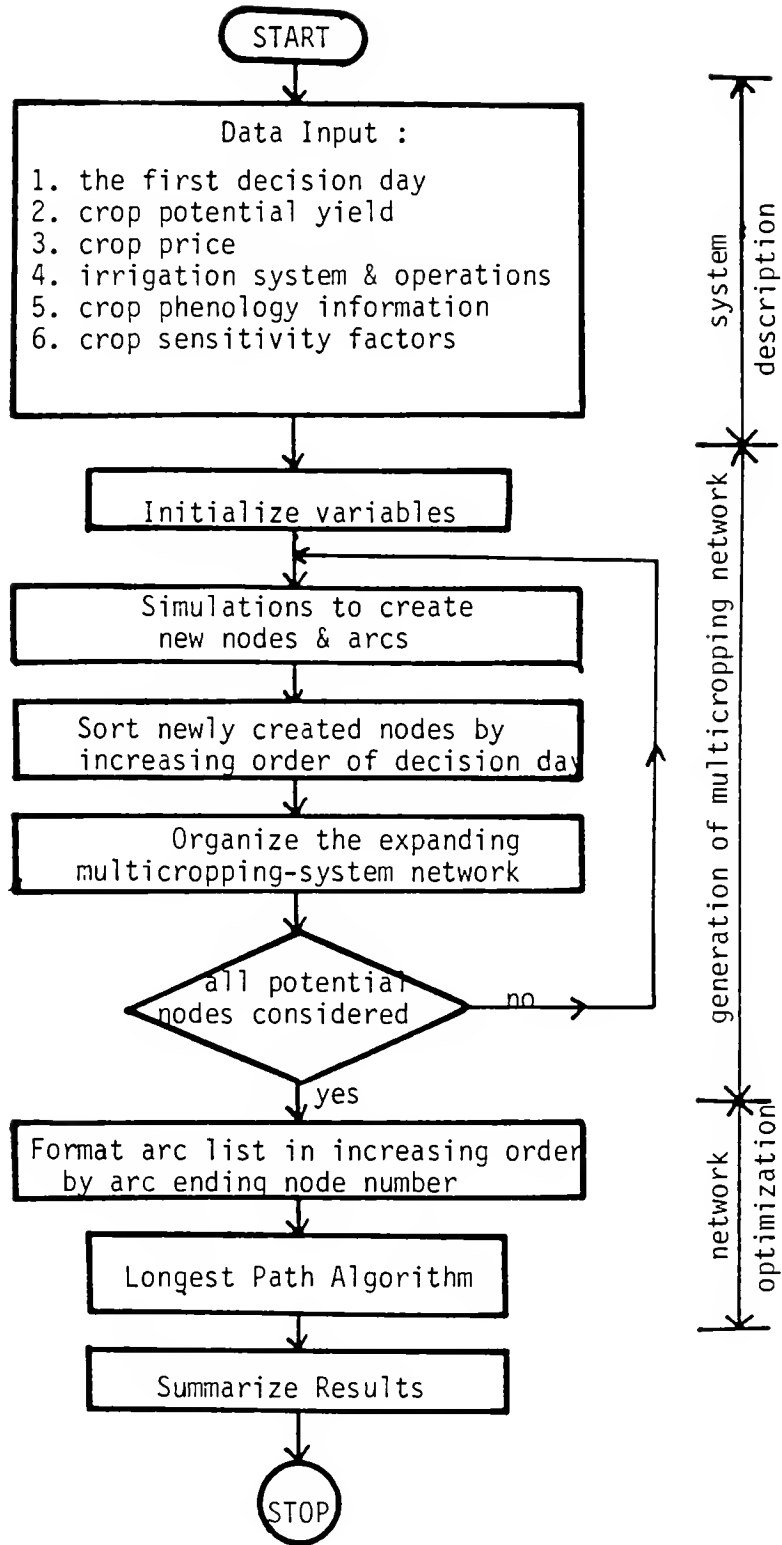 START
Data Input :
1. the first decision day
2. crop potential yield
3. crop price
4. irrigation system & operations
5. crop phenology information
6. crop sensitivity factors
Initialize variables
Simulations to create
new nodes & arcs
Sort newly created nodes by
increasing order of decision day
Organize the expanding
multicropping-system network
all potential
nodes considered
no
yes
Format arc list in increasing order
by arc ending node number
Longest Path Algorithm
Summarize Results
STOP
system
description
generation of multicropping network
network
optimization